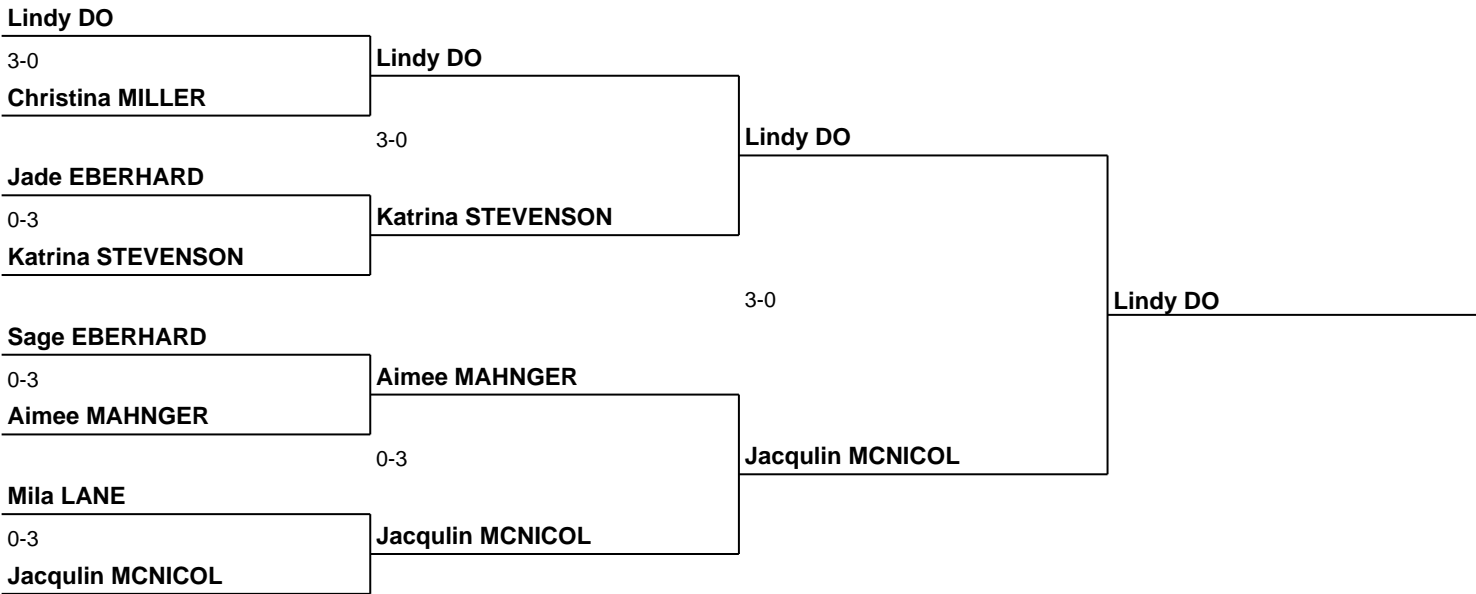 Lindy DO
3-0
Christina MILLER
Jade EBERHARD
0-3
Katrina STEVENSON
Sage EBERHARD
0-3
Aimee MAHNGER
Mila LANE
0-3
Jacqulin MCNICOL
Lindy DO
3-0
Katrina STEVENSON
Aimee MAHNGER
0-3
Jacqulin MCNICOL
Lindy DO
3-0
Jacqulin MCNICOL
Lindy DO